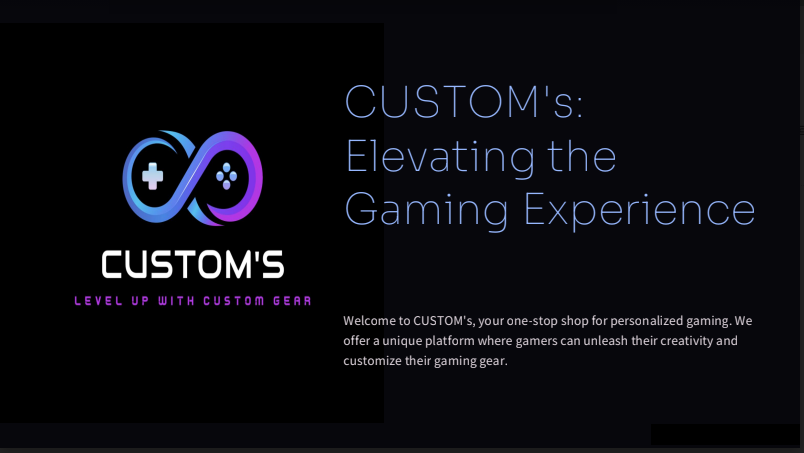 CUSTOM'S
LEVEL UP WITH CUSTOM GEAR
CUSTOM's:
Elevating the
Gaming Experience
Welcome to CUSTOM's, your one-stop shop for personalized gaming. We
offer a unique platform where gamers can unleash their creativity and
customize their gaming gear.